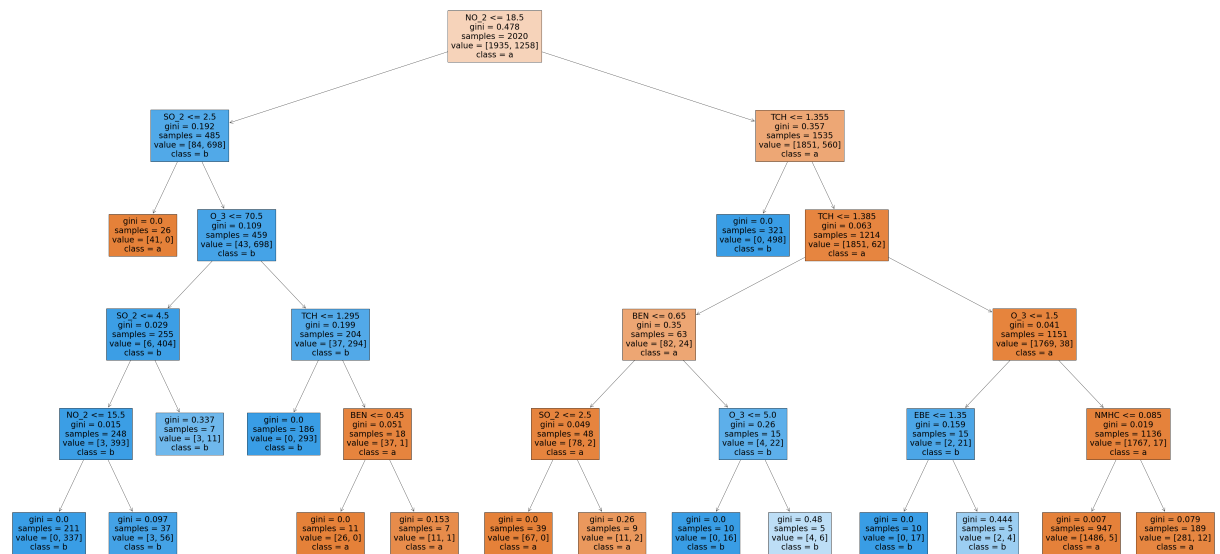 NO_2 <= 18.5
gini = 0.478
samples = 2020
value = [1935, 1258]
class = a
SO_2 <= 2.5
gini = 0.192
samples = 485
value = [84, 698]
class = b
TCH <= 1.355
gini = 0.357
samples = 1535
value = [1851, 560]
class = a
gini = 0.0
samples = 26
value = [41, 0]
class = a
O_3 <= 70.5
gini = 0.109
samples = 459
value = [43, 698]
class = b
gini = 0.0
samples = 321
value = [0, 498]
class = b
TCH <= 1.385
gini = 0.063
samples = 1214
value = [1851, 62]
class = a
SO_2 <= 4.5
gini = 0.029
samples = 255
value = [6, 404]
class = b
TCH <= 1.295
gini = 0.199
samples = 204
value = [37, 294]
class = b
BEN <= 0.65
gini = 0.35
samples = 63
value = [82, 24]
class = a
O_3 <= 1.5
gini = 0.041
samples = 1151
value = [1769, 38]
class = a
NO_2 <= 15.5
gini = 0.015
samples = 248
value = [3, 393]
class = b
gini = 0.337
samples = 7
value = [3, 11]
class = b
gini = 0.0
samples = 186
value = [0, 293]
class = b
BEN <= 0.45
gini = 0.051
samples = 18
value = [37, 1]
class = a
SO_2 <= 2.5
gini = 0.049
samples = 48
value = [78, 2]
class = a
O_3 <= 5.0
gini = 0.26
samples = 15
value = [4, 22]
class = b
EBE <= 1.35
gini = 0.159
samples = 15
value = [2, 21]
class = b
NMHC <= 0.085
gini = 0.019
samples = 1136
value = [1767, 17]
class = a
gini = 0.0
samples = 211
value = [0, 337]
class = b
gini = 0.097
samples = 37
value = [3, 56]
class = b
gini = 0.0
samples = 11
value = [26, 0]
class = a
gini = 0.153
samples = 7
value = [11, 1]
class = a
gini = 0.0
samples = 39
value = [67, 0]
class = a
gini = 0.26
samples = 9
value = [11, 2]
class = a
gini = 0.0
samples = 10
value = [0, 16]
class = b
gini = 0.48
samples = 5
value = [4, 6]
class = b
gini = 0.0
samples = 10
value = [0, 17]
class = b
gini = 0.444
samples = 5
value = [2, 4]
class = b
gini = 0.007
samples = 947
value = [1486, 5]
class = a
gini = 0.079
samples = 189
value = [281, 12]
class = a